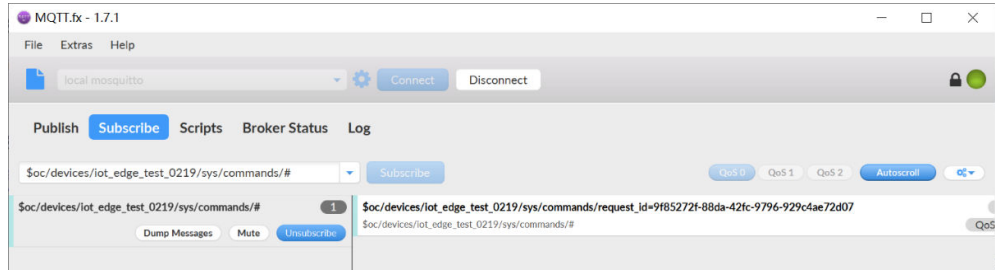 MQTT.fx - 1.7.1
File Extras Help
local mosquitto Connect Disconnect
Publish Subscribe Scripts Broker Status Log
$oc/devices/iot_edge_test_0219/sys/commands/# Subscribe QoS 0 QoS 1 QoS 2 Autoscroll
$oc/devices/iot_edge_test_0219/sys/commands/# 1
Dump Messages Mute Unsubscribe
$oc/devices/iot_edge_test_0219/sys/commands/request_id=9f85272f-88da-42fc-9796-929c4ae72d07
$oc/devices/iot_edge_test_0219/sys/commands/# QoS